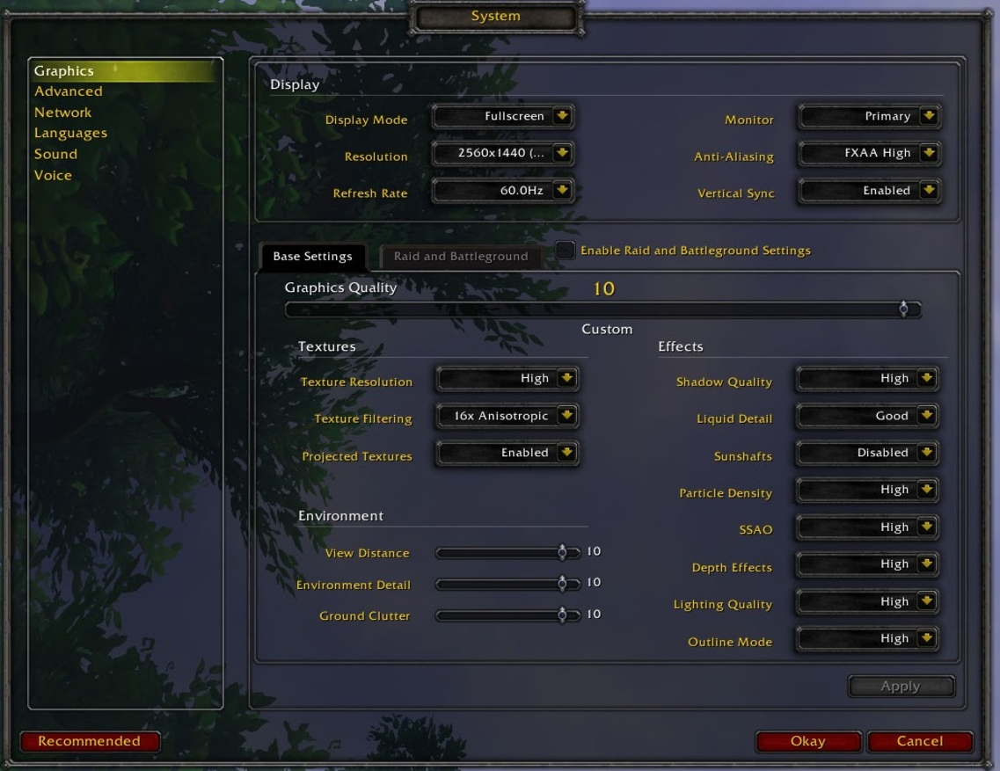 System
Graphics
Advanced
Network
Languages
Sound
Voice
Display
Display Mode Fullscreen Monitor Primary
Resolution 2560x1440 (... Anti-Aliasing FXAA High
Refresh Rate 60.0Hz Vertical Sync Enabled
Base Settings Raid and Battleground Enable Raid and Battleground Settings
Graphics Quality 10
Custom
Textures
Texture Resolution High
Texture Filtering 16x Anisotropic
Projected Textures Enabled
Environment
View Distance 10
Environment Detail 10
Ground Clutter 10
Effects
Shadow Quality High
Liquid Detail Good
Sunshafts Disabled
Particle Density High
SSAO High
Depth Effects High
Lighting Quality High
Outline Mode High
Apply
Recommended Okay Cancel